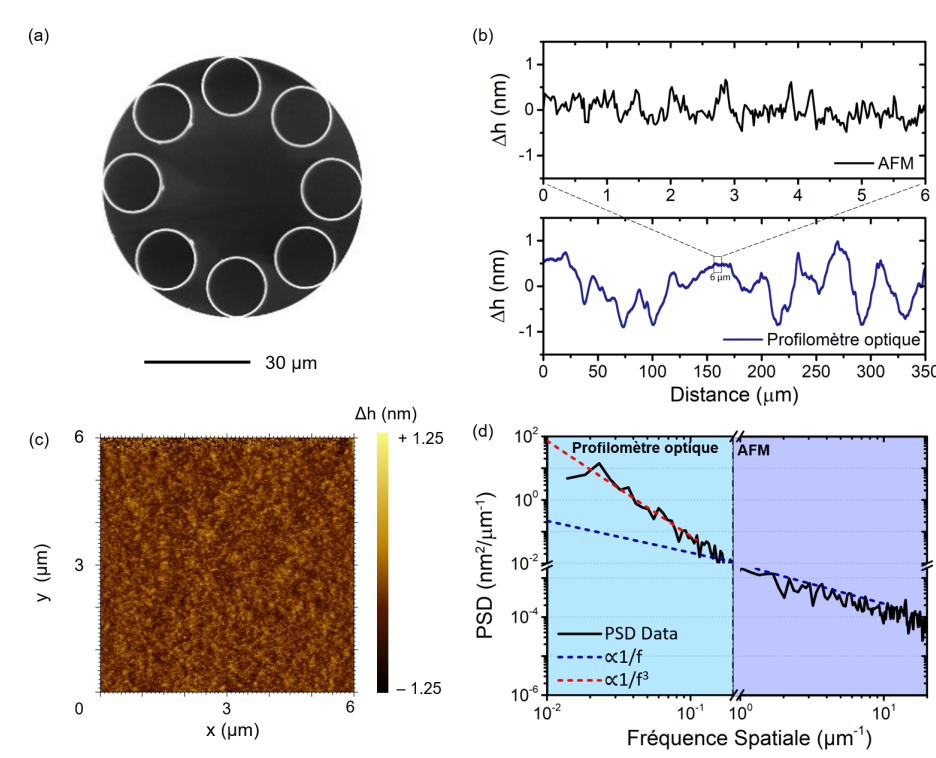 (a)
30 μm
(b)
Δh (nm)
1
0
-1
AFM
0 1 2 3 4 5 6
Δh (nm)
1
0
-1
6 μm
Profilomètre optique
0 50 100 150 200 250 300 350
Distance (μm)
(c)
Δh (nm)
+ 1.25
– 1.25
6
3
0
y (μm)
3
6
x (μm)
(d)
Profilomètre optique
AFM
PSD (nm²/μm⁻¹)
10²
10⁰
10⁻²
10⁻⁴
10⁻⁶
PSD Data
∝1/f
∝1/f³
10⁻² 10⁻¹ 10⁰ 10¹
Fréquence Spatiale (μm⁻¹)